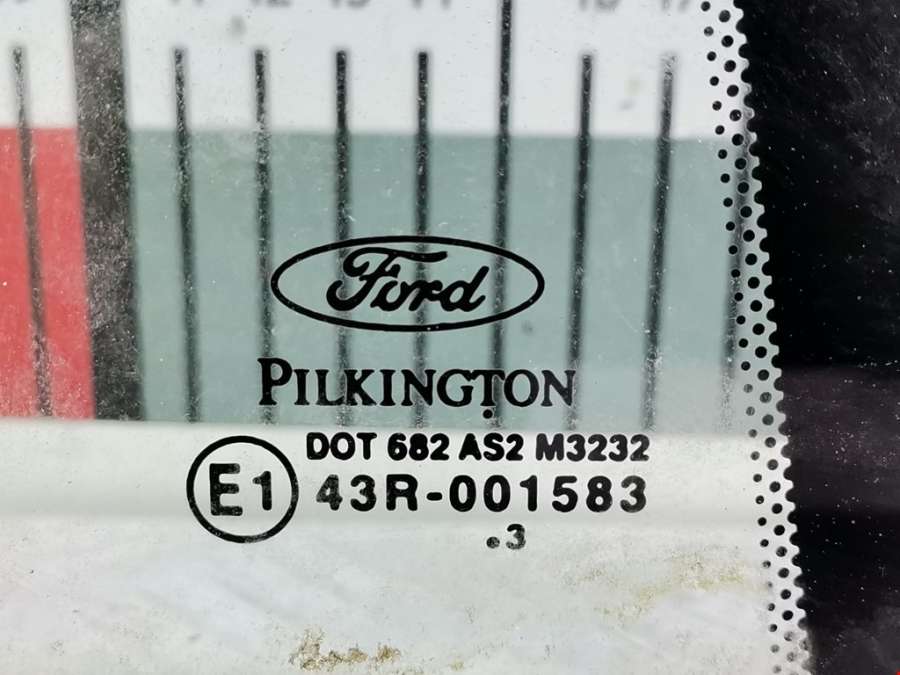 Ford
PILKINGTON
DOT 682 AS2 M3232
E1 43R-001583
.3